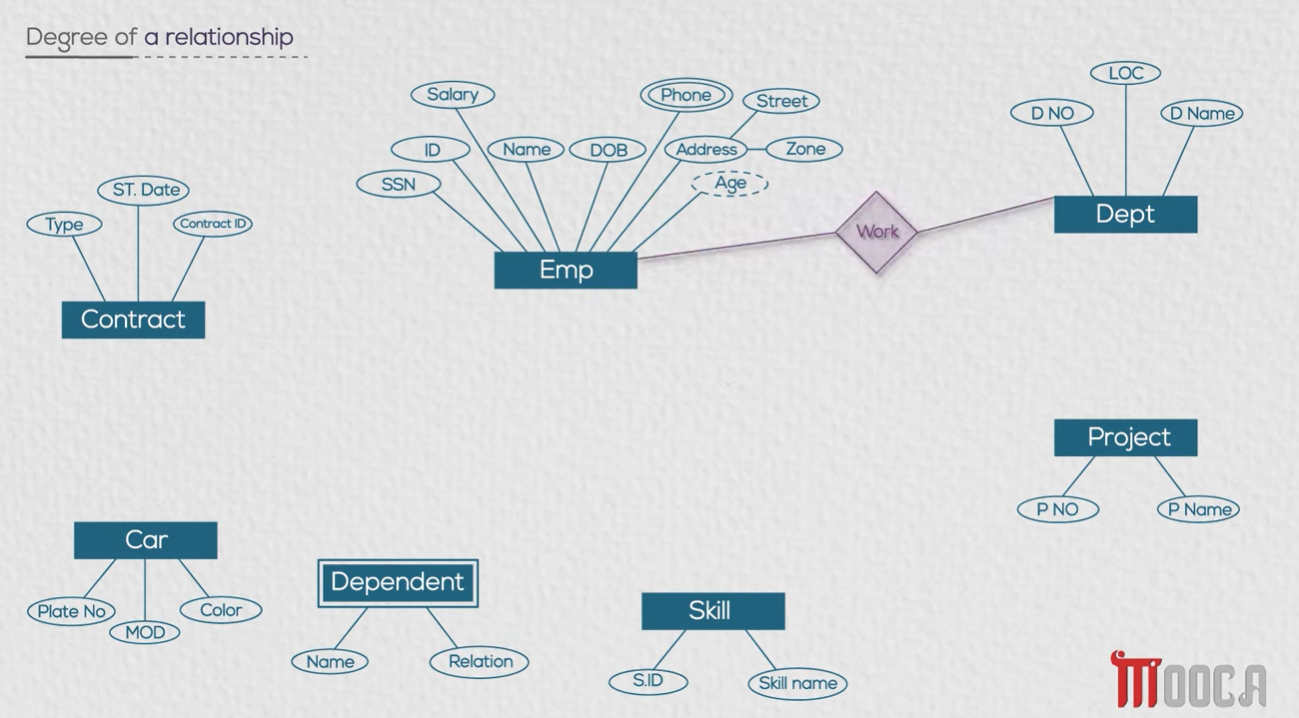 Degree of a relationship
LOC
Salary
Phone
Street
D NO
D Name
ID
Name
DOB
Address
Zone
SSN
Age
ST. Date
Type
Contract ID
Dept
Work
Emp
Contract
Project
P NO
P Name
Car
Dependent
Plate No
MOD
Color
Skill
Name
Relation
S.ID
Skill name
MOOCA